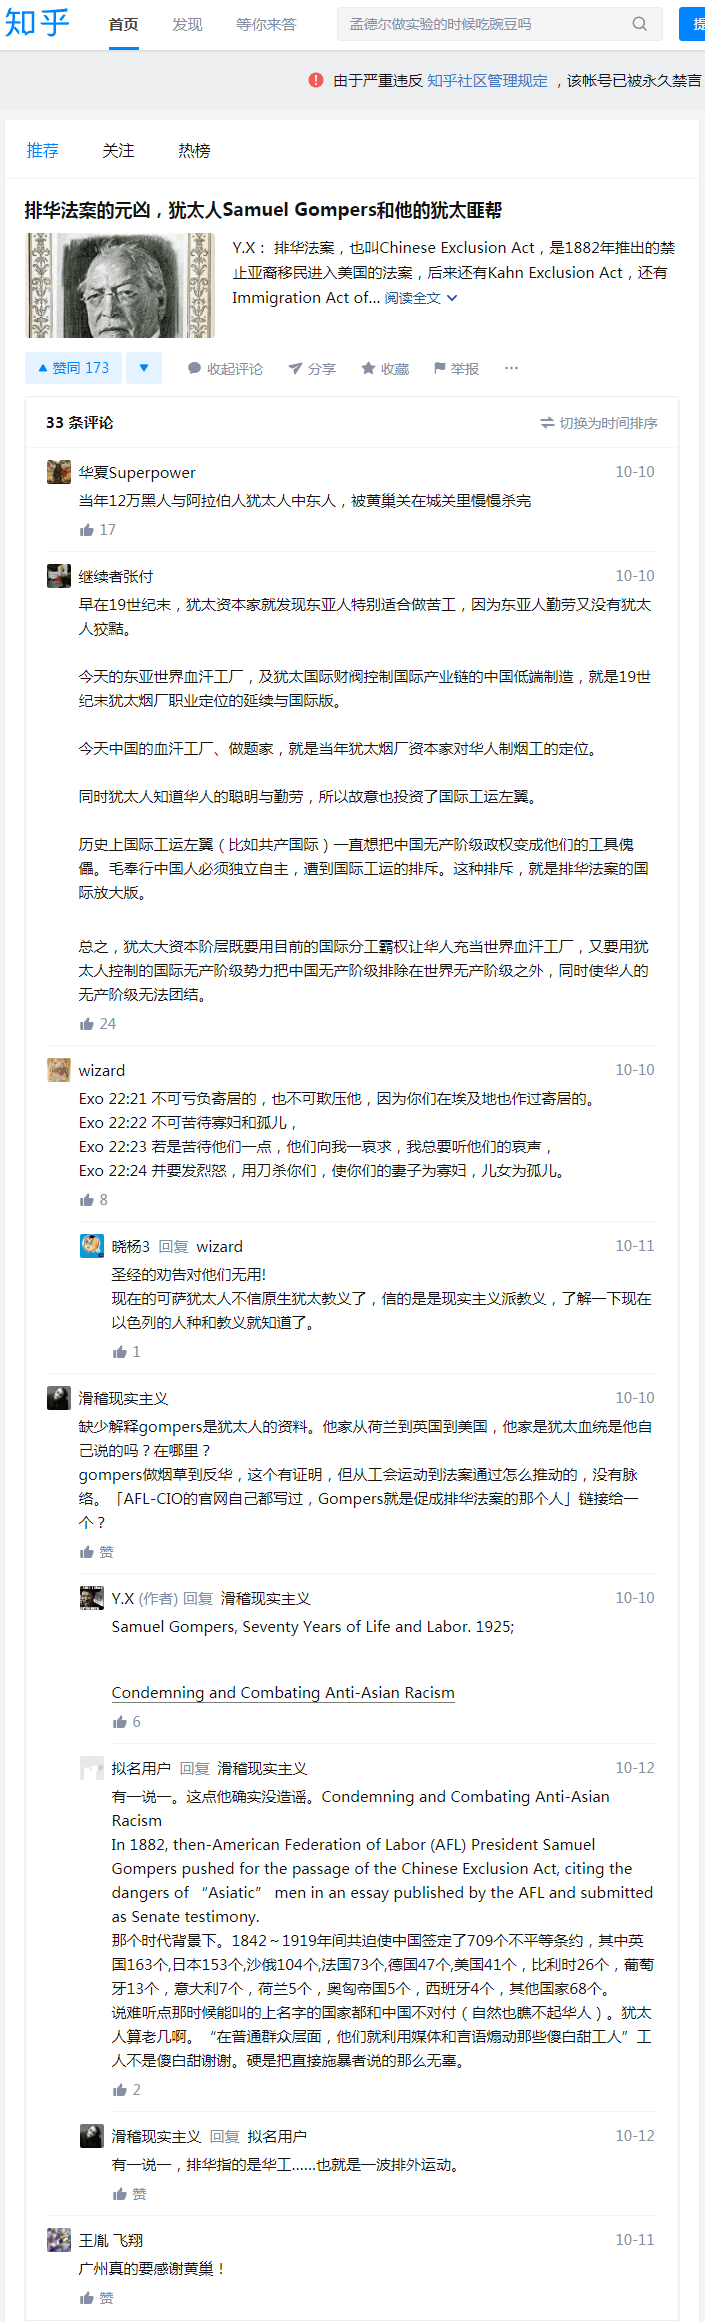 知乎
首页 发现 等你来答 孟德尔做实验的时候吃豌豆吗 提
由于严重违反 知乎社区管理规定 ，该帐号已被永久禁言
推荐 关注 热榜
排华法案的元凶，犹太人Samuel Gompers和他的犹太匪帮
Y.X： 排华法案，也叫Chinese Exclusion Act，是1882年推出的禁
止亚裔移民进入美国的法案，后来还有Kahn Exclusion Act，还有
Immigration Act of... 阅读全文
赞同 173 收起评论 分享 收藏 举报 ···
33 条评论 切换为时间排序
华夏Superpower 10-10
当年12万黑人与阿拉伯人犹太人中东人，被黄巢关在城关里慢慢杀完
17
继续者张付 10-10
早在19世纪末，犹太资本家就发现东亚人特别适合做苦工，因为东亚人勤劳又没有犹太
人狡黠。
今天的东亚世界血汗工厂，及犹太国际财阀控制国际产业链的中国低端制造，就是19世
纪末犹太烟厂职业定位的延续与国际版。
今天中国的血汗工厂、做题家，就是当年犹太烟厂资本家对华人制烟工的定位。
同时犹太人知道华人的聪明与勤劳，所以故意也投资了国际工运左翼。
历史上国际工运左翼（比如共产国际）一直想把中国无产阶级政权变成他们的工具傀
儡。毛奉行中国人必须独立自主，遭到国际工运的排斥。这种排斥，就是排华法案的国
际放大版。
总之，犹太大资本阶层既要用目前的国际分工霸权让华人充当世界血汗工厂，又要用犹
太人控制的国际无产阶级势力把中国无产阶级排除在世界无产阶级之外，同时使华人的
无产阶级无法团结。
24
wizard 10-10
Exo 22:21 不可亏负寄居的，也不可欺压他，因为你们在埃及地也作过寄居的。
Exo 22:22 不可苦待寡妇和孤儿，
Exo 22:23 若是苦待他们一点，他们向我一哀求，我总要听他们的哀声，
Exo 22:24 并要发烈怒，用刀杀你们，使你们的妻子为寡妇，儿女为孤儿。
8
晓杨3 回复 wizard 10-11
圣经的劝告对他们无用!
现在的可萨犹太人不信原生犹太教义了，信的是是现实主义派教义，了解一下现在
以色列的人种和教义就知道了。
1
滑稽现实主义 10-10
缺少解释gompers是犹太人的资料。他家从荷兰到英国到美国，他家是犹太血统是他自
己说的吗？在哪里？
gompers做烟草到反华，这个有证明，但从工会运动到法案通过怎么推动的，没有脉
络。「AFL-CIO的官网自己都写过，Gompers就是促成排华法案的那个人」链接给一
个？
赞
Y.X (作者) 回复 滑稽现实主义 10-10
Samuel Gompers, Seventy Years of Life and Labor. 1925;
Condemning and Combating Anti-Asian Racism
6
拟名用户 回复 滑稽现实主义 10-12
有一说一。这点他确实没造谣。Condemning and Combating Anti-Asian
Racism
In 1882, then-American Federation of Labor (AFL) President Samuel
Gompers pushed for the passage of the Chinese Exclusion Act, citing the
dangers of “Asiatic” men in an essay published by the AFL and submitted
as Senate testimony.
那个时代背景下。1842～1919年间共迫使中国签定了709个不平等条约，其中英
国163个,日本153个,沙俄104个,法国73个,德国47个,美国41个，比利时26个，葡萄
牙13个，意大利7个，荷兰5个，奥匈帝国5个，西班牙4个，其他国家68个。
说难听点那时候能叫的上名字的国家都和中国不对付（自然也瞧不起华人）。犹太
人算老几啊。“在普通群众层面，他们就利用媒体和言语煽动那些傻白甜工人”工
人不是傻白甜谢谢。硬是把直接施暴者说的那么无辜。
2
滑稽现实主义 回复 拟名用户 10-12
有一说一，排华指的是华工......也就是一波排外运动。
赞
王胤 飞翔 10-11
广州真的要感谢黄巢！
赞